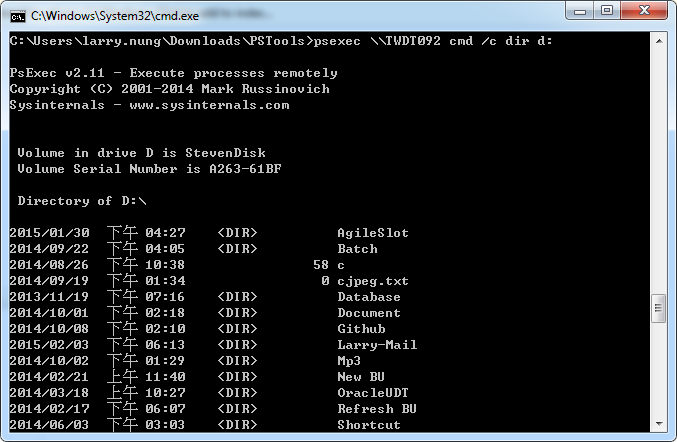 C:\Windows\System32\cmd.exe
C:\Users\larry.nung\Downloads\PSTools>psexec \\TWDT092 cmd /c dir d:
PsExec v2.11 - Execute processes remotely
Copyright (C) 2001-2014 Mark Russinovich
Sysinternals - www.sysinternals.com
Volume in drive D is StevenDisk
Volume Serial Number is A263-61BF
Directory of D:\
2015/01/30 下午 04:27 <DIR> AgileSlot
2014/09/22 下午 04:05 <DIR> Batch
2014/08/26 下午 10:38 58 c
2014/09/19 下午 01:34 0 cjpeg.txt
2013/11/19 下午 07:16 <DIR> Database
2014/10/01 下午 02:18 <DIR> Document
2014/10/08 下午 02:10 <DIR> Github
2015/02/03 下午 06:13 <DIR> Larry-Mail
2014/10/02 下午 01:29 <DIR> Mp3
2014/02/21 上午 11:40 <DIR> New BU
2014/03/18 上午 10:27 <DIR> OracleUDT
2014/02/17 下午 06:07 <DIR> Refresh BU
2014/06/03 下午 03:03 <DIR> Shortcut